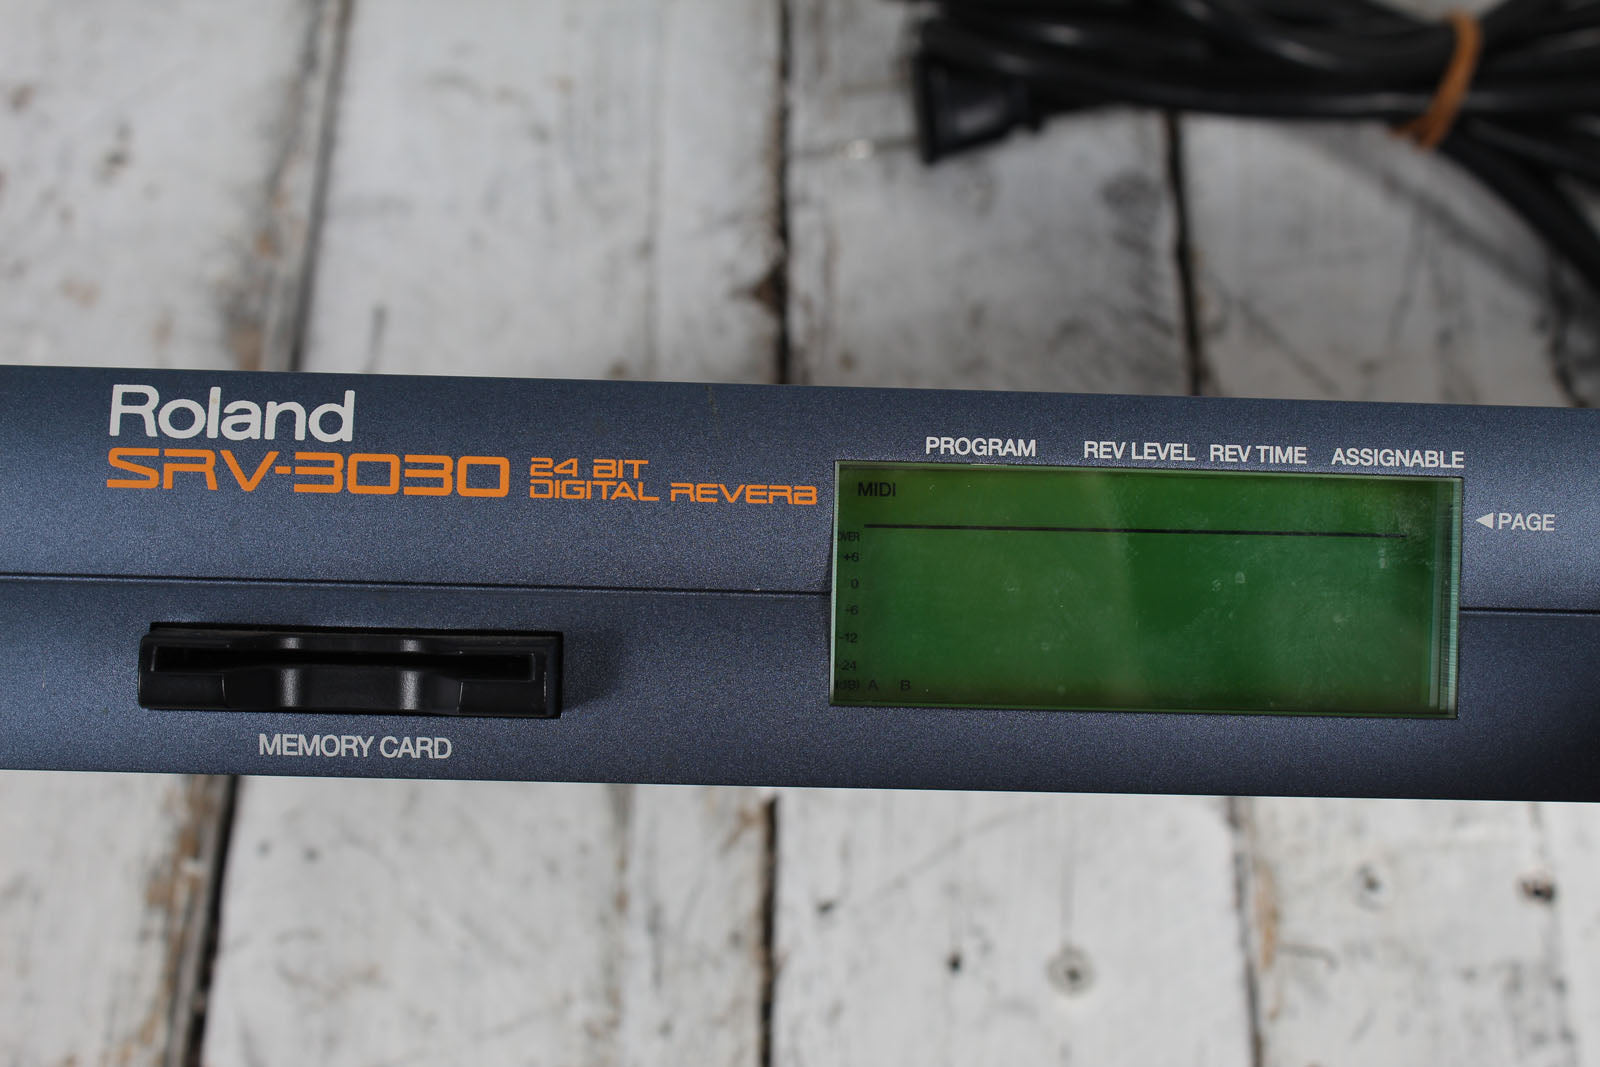 Roland
SRV-3030 24 BIT
DIGITAL REVERB
PROGRAM REV LEVEL REV TIME ASSIGNABLE
MIDI
◀PAGE
OVER
+6
0
-6
-12
-24
(dB) A B
MEMORY CARD